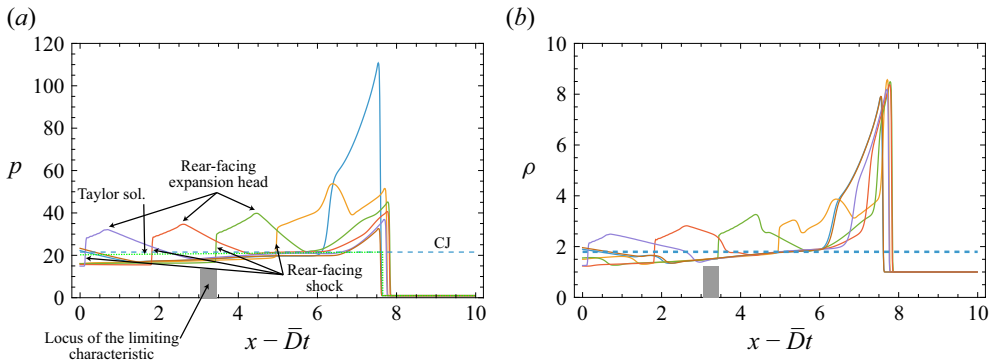 (a)
120
100
80
60
40
20
0
p
Rear-facing
expansion head
Taylor sol.
CJ
Rear-facing
shock
0 2 4 6 8 10
Locus of the limiting
characteristic
x − D̅t
(b)
10
8
6
4
2
0
ρ
0 2 4 6 8 10
x − D̅t